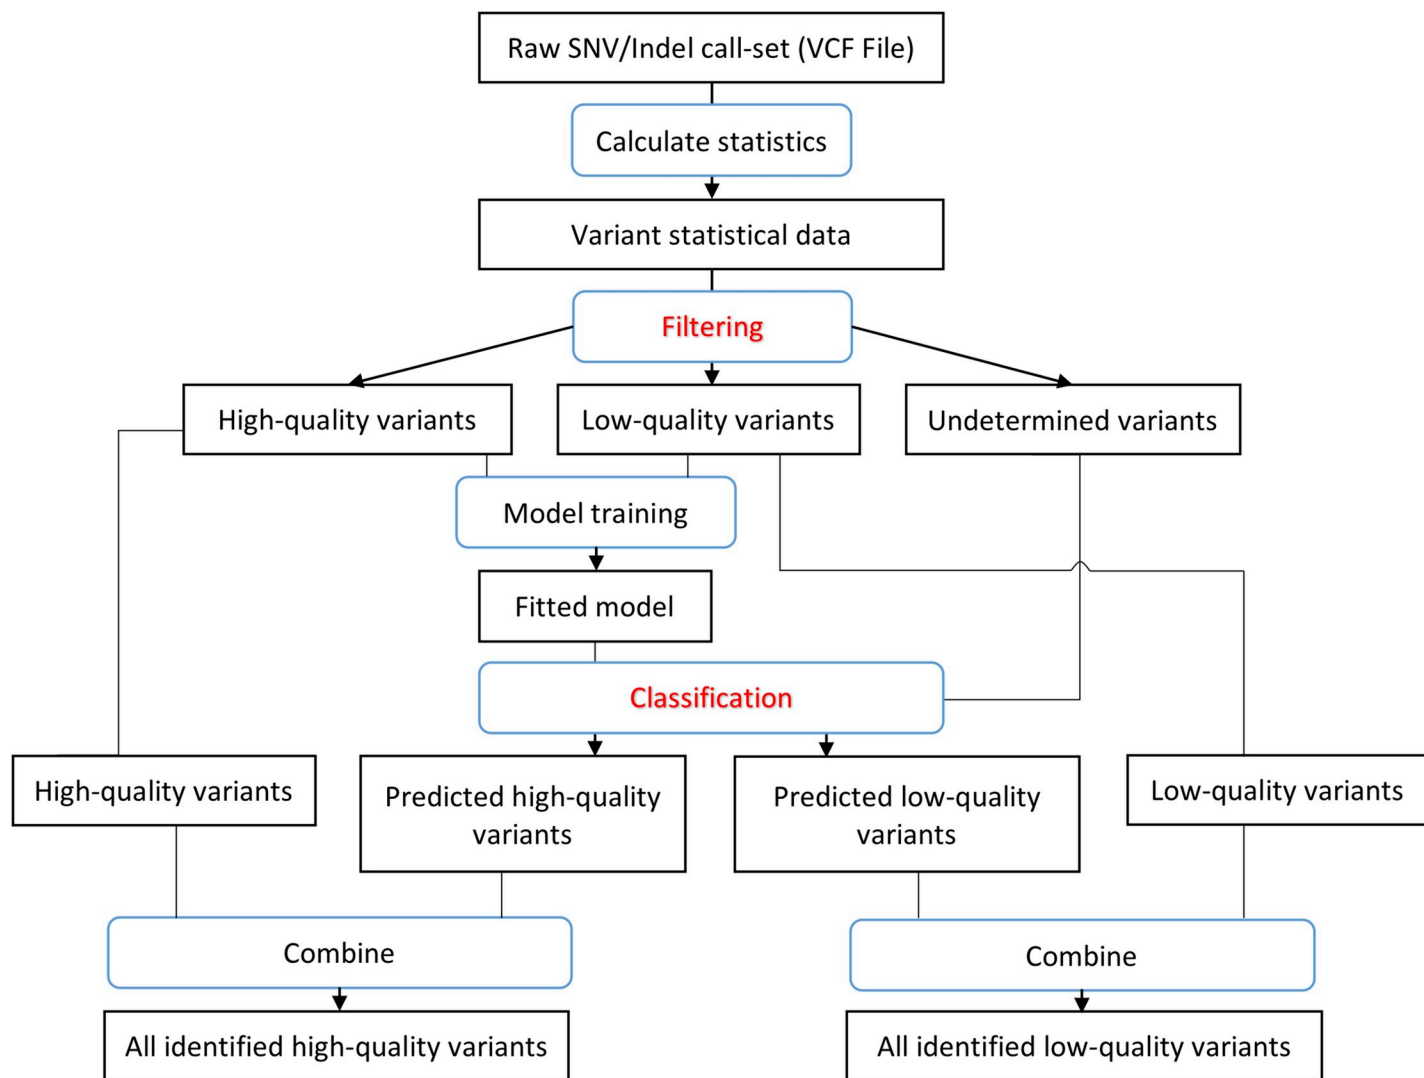 Raw SNV/Indel call-set (VCF File)
Calculate statistics
Variant statistical data
Filtering
High-quality variants
Low-quality variants
Undetermined variants
Model training
Fitted model
Classification
High-quality variants
Predicted high-quality
variants
Predicted low-quality
variants
Low-quality variants
Combine
Combine
All identified high-quality variants
All identified low-quality variants